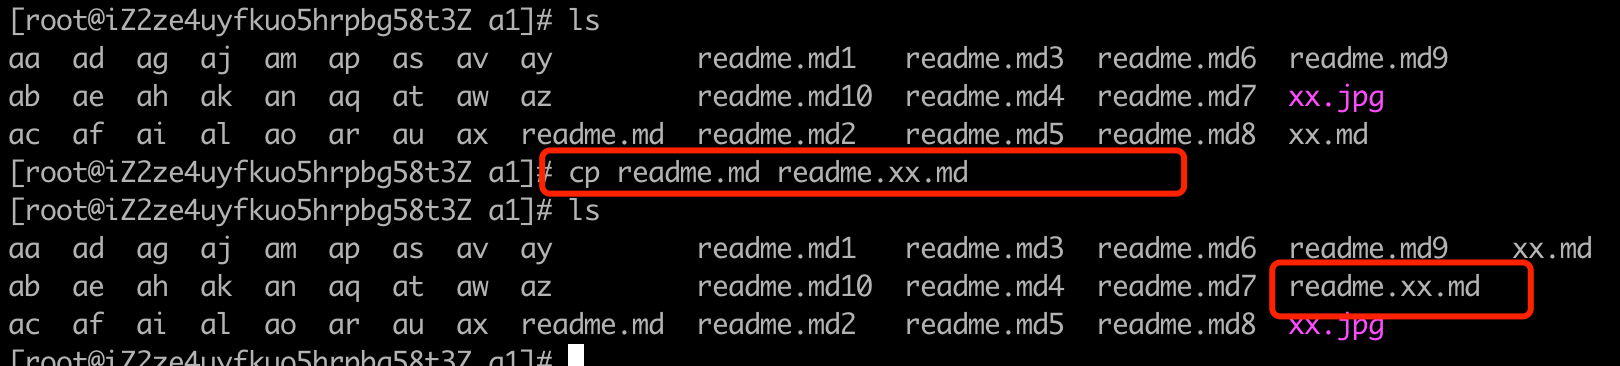 [root@iZ2ze4uyfkuo5hrpbg58t3Z a1]# ls
aa  ad  ag  aj  am  ap  as  av  ay         readme.md1   readme.md3  readme.md6  readme.md9
ab  ae  ah  ak  an  aq  at  aw  az         readme.md10  readme.md4  readme.md7  xx.jpg
ac  af  ai  al  ao  ar  au  ax  readme.md  readme.md2   readme.md5  readme.md8  xx.md
[root@iZ2ze4uyfkuo5hrpbg58t3Z a1]# cp readme.md readme.xx.md
[root@iZ2ze4uyfkuo5hrpbg58t3Z a1]# ls
aa  ad  ag  aj  am  ap  as  av  ay         readme.md1   readme.md3  readme.md6  readme.md9    xx.md
ab  ae  ah  ak  an  aq  at  aw  az         readme.md10  readme.md4  readme.md7  readme.xx.md
ac  af  ai  al  ao  ar  au  ax  readme.md  readme.md2   readme.md5  readme.md8  xx.jpg
[root@iZ2ze4uyfkuo5hrpbg58t3Z a1]#